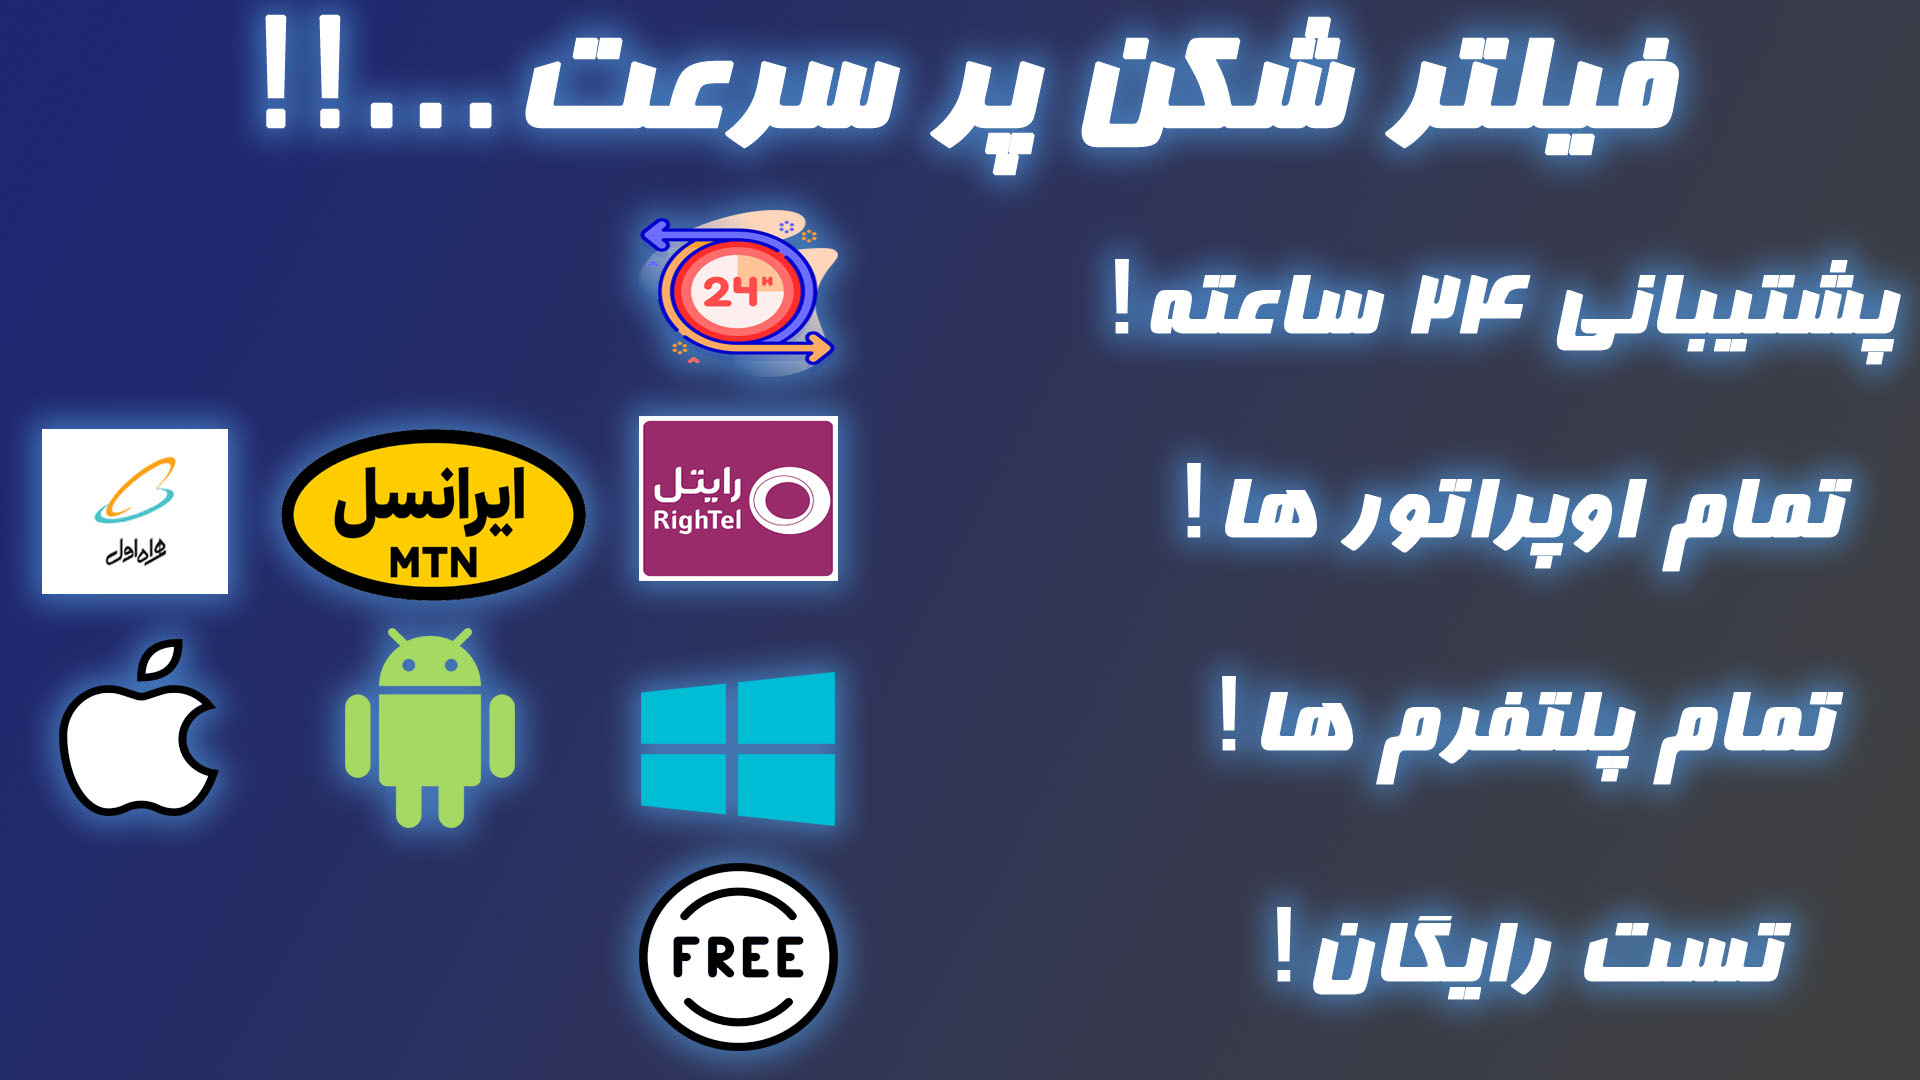 فیلتر شکن پر سرعت...!!
پشتیبانی ۲۴ ساعته!
24H
تمام اوپراتور ها!
رایتل
RighTel
ایرانسل
MTN
همراه اول
تمام پلتفرم ها!
تست رایگان!
FREE